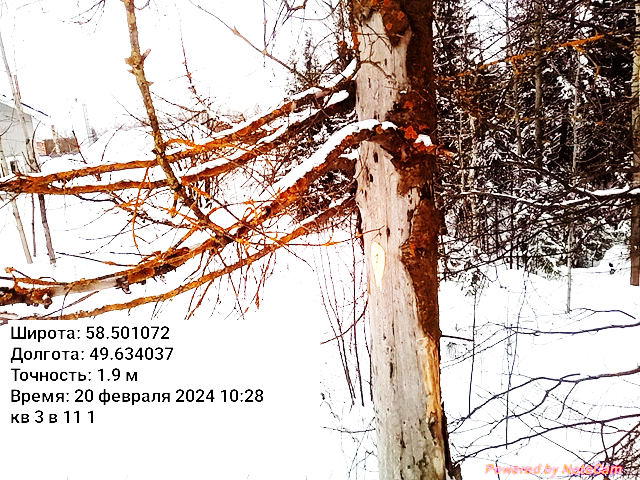 Широта: 58.501072
Долгота: 49.634037
Точность: 1.9 м
Время: 20 февраля 2024 10:28
кв 3 в 11 1
Powered by NoteCam